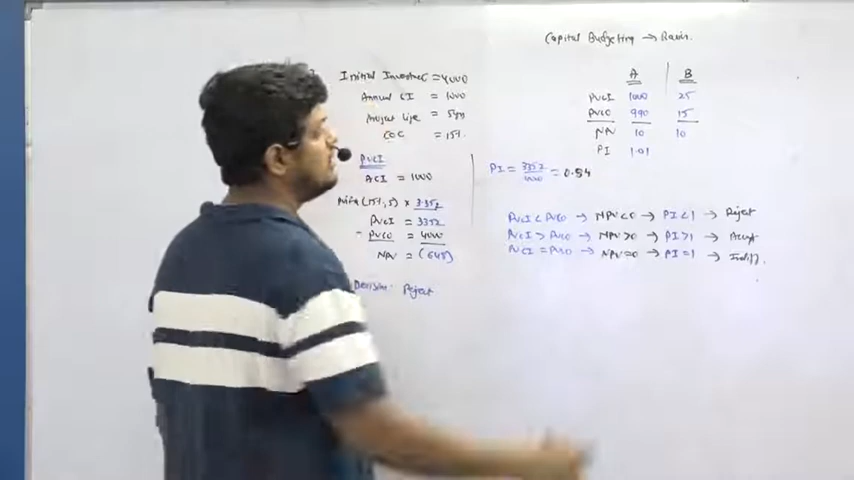 Capital Budgeting → Basis.
Initial Investment = 4000
Annual CI = 1000
Project life = 5yrs
COC = 15%
PVCI
ACI = 1000
PVIFA (15%, 5) × 3.352
PVCI = 3352
- PVCO = 4000
NPV = (648)
Decision: Reject
A B
PVCI 1000 25
PVCO 990 15
NPV 10 10
PI 1.01
PI = 3352 / 4000 = 0.84
PVCI < PVCO → NPV<0 → PI<1 → Reject
PVCI > PVCO → NPV>0 → PI>1 → Accept
PVCI = PVCO → NPV=0 → PI=1 → Indiff.